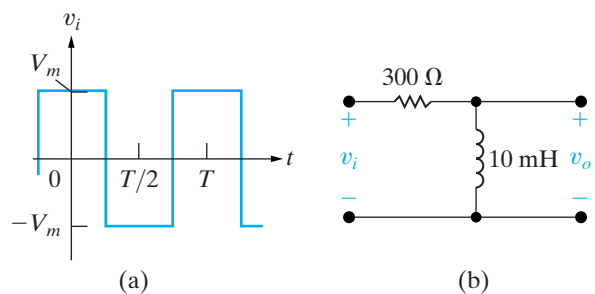 v_i
V_m
0
T/2
T
t
−V_m
(a)
300 Ω
+
v_i
−
10 mH
+
v_o
−
(b)